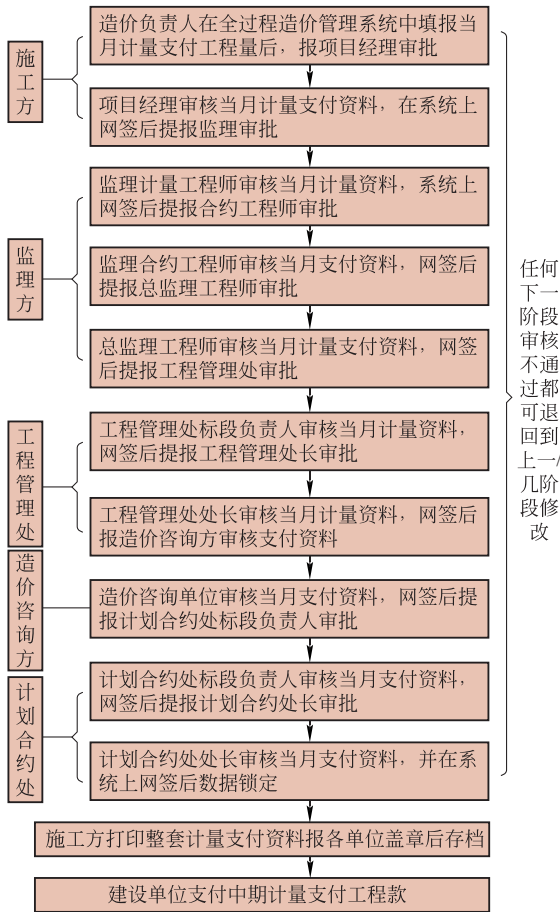 施工方
造价负责人在全过程造价管理系统中填报当
月计量支付工程量后，报项目经理审批
项目经理审核当月计量支付资料，在系统上
网签后提报监理审批
监理方
监理计量工程师审核当月计量资料，系统上
网签后提报合约工程师审批
监理合约工程师审核当月支付资料，网签后
提报总监理工程师审批
总监理工程师审核当月计量支付资料，网签
后提报工程管理处审批
工程管理处
工程管理处标段负责人审核当月计量资料，
网签后提报工程管理处长审批
工程管理处处长审核当月计量资料，网签后
报造价咨询方审核支付资料
造价咨询方
造价咨询单位审核当月支付资料，网签后提
报计划合约处标段负责人审批
计划合约处
计划合约处标段负责人审核当月支付资料，
网签后提报计划合约处长审批
计划合约处处长审核当月支付资料，并在系
统上网签后数据锁定
任何
下一
阶段
审核
不通
过都
可退
回到
上一/
几阶
段修
改
施工方打印整套计量支付资料报各单位盖章后存档
建设单位支付中期计量支付工程款